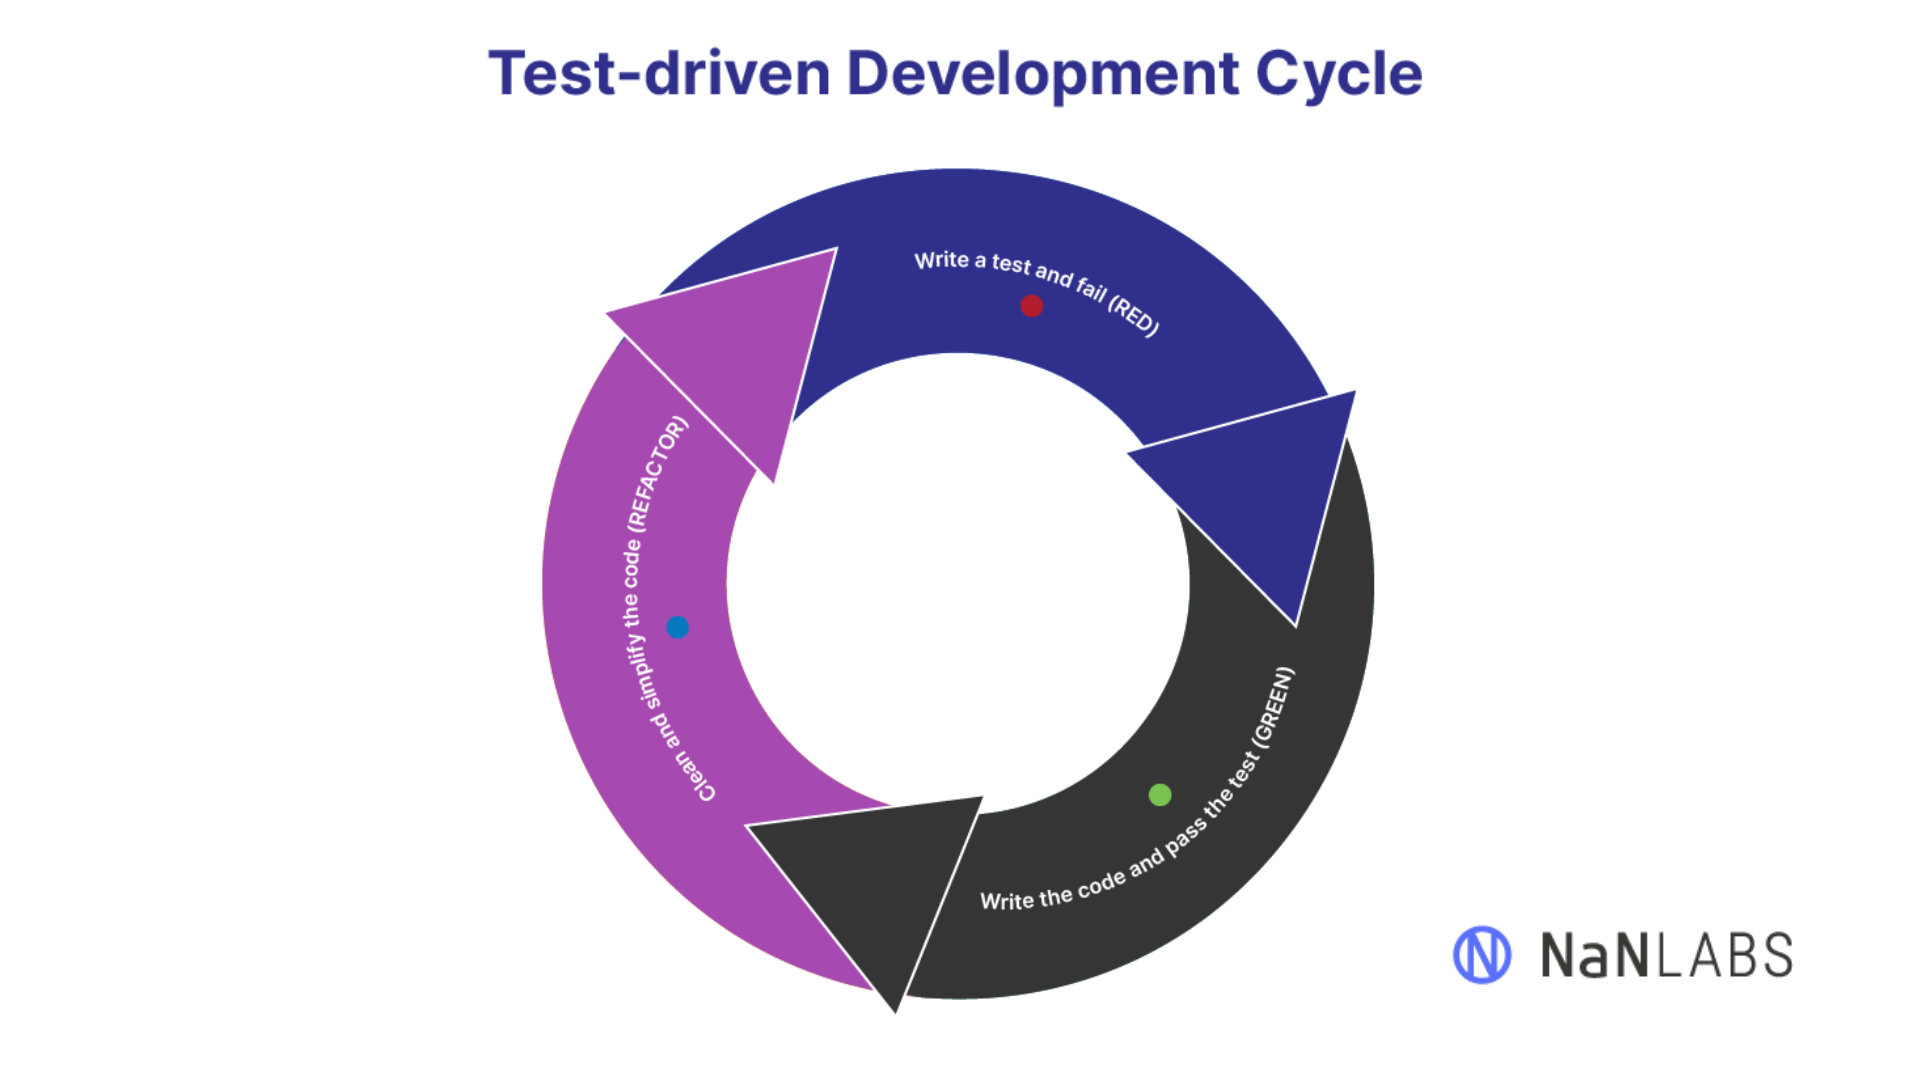 Test-driven Development Cycle
Write a test and fail (RED)
Write the code and pass the test (GREEN)
Clean and simplify the code (REFACTOR)
NaNLABS